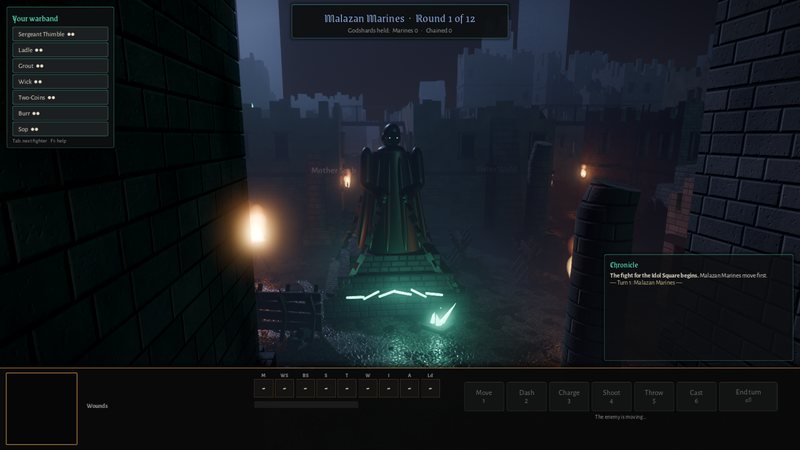 Your warband
Sergeant Thimble
Ladle
Grout
Wick
Two-Coins
Burr
Sop
Tab: next fighter F1 help
Malazan Marines · Round 1 of 12
Godshards held: Marines 0 · Chained 0
Chronicle
The fight for the Idol Square begins. Malazan Marines move first.
— Turn 1: Malazan Marines —
Wounds
M WS BS S T W I A Ld
- - - - - - - - -
Move Dash Charge Shoot Throw Cast End turn
1 2 3 4 5 6
The enemy is moving...